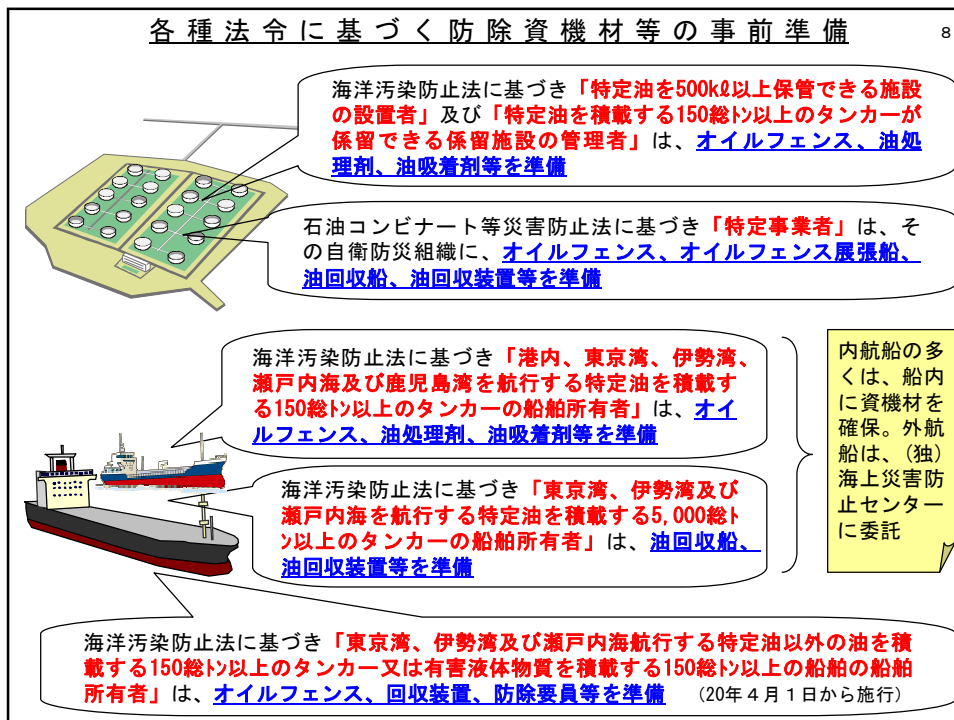 各種法令に基づく防除資機材等の事前準備
8
海洋汚染防止法に基づき「特定油を500kℓ以上保管できる施設
の設置者」及び「特定油を積載する150総トン以上のタンカーが
係留できる係留施設の管理者」は、オイルフェンス、油処
理剤、油吸着剤等を準備
石油コンビナート等災害防止法に基づき「特定事業者」は、そ
の自衛防災組織に、オイルフェンス、オイルフェンス展張船、
油回収船、油回収装置等を準備
海洋汚染防止法に基づき「港内、東京湾、伊勢湾、
瀬戸内海及び鹿児島湾を航行する特定油を積載す
る150総トン以上のタンカーの船舶所有者」は、オイ
ルフェンス、油処理剤、油吸着剤等を準備
海洋汚染防止法に基づき「東京湾、伊勢湾及び
瀬戸内海を航行する特定油を積載する5,000総ト
ン以上のタンカーの船舶所有者」は、油回収船、
油回収装置等を準備
内航船の多
くは、船内
に資機材を
確保。外航
船は、(独)
海上災害防
止センター
に委託
海洋汚染防止法に基づき「東京湾、伊勢湾及び瀬戸内海航行する特定油以外の油を積
載する150総トン以上のタンカー又は有害液体物質を積載する150総トン以上の船舶の船舶
所有者」は、オイルフェンス、回収装置、防除要員等を準備 (20年4月1日から施行)